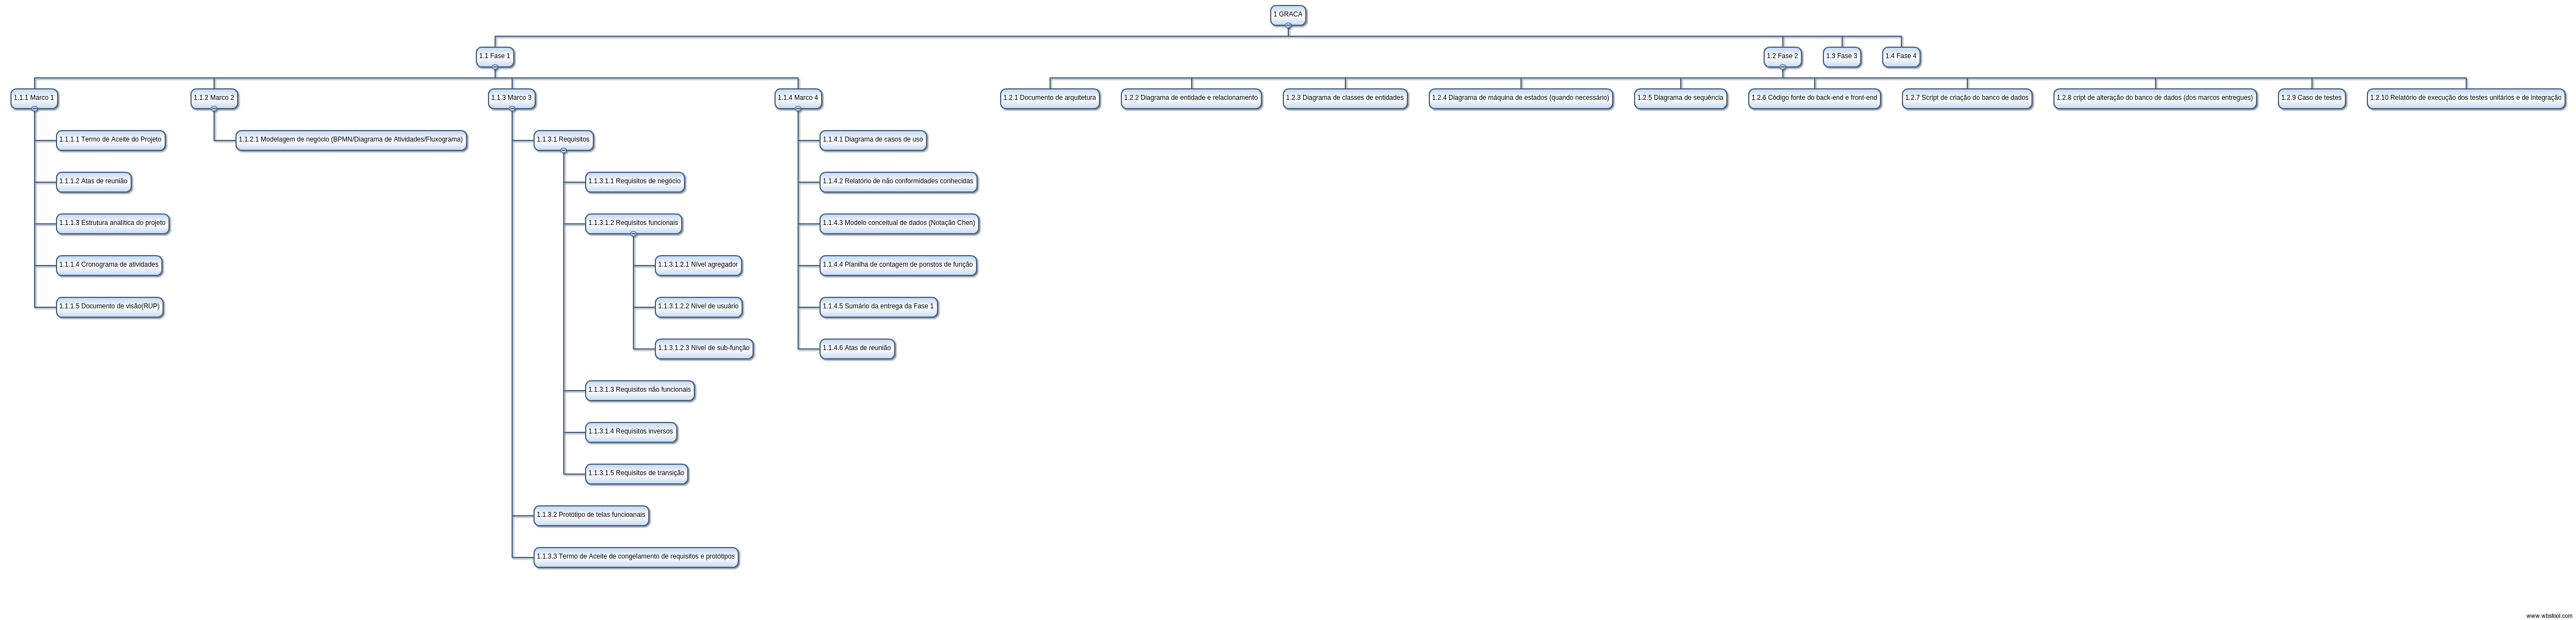 1 GRACA
1.1 Fase 1
1.2 Fase 2
1.3 Fase 3
1.4 Fase 4
1.1.1 Marco 1
1.1.2 Marco 2
1.1.3 Marco 3
1.1.4 Marco 4
1.2.1 Documento de arquitetura
1.2.2 Diagrama de entidade e relacionamento
1.2.3 Diagrama de classes de entidades
1.2.4 Diagrama de máquina de estados (quando necessário)
1.2.5 Diagrama de sequência
1.2.6 Código fonte do back-end e front-end
1.2.7 Script de criação do banco de dados
1.2.8 cript de alteração do banco de dados (dos marcos entregues)
1.2.9 Caso de testes
1.2.10 Relatório de execução dos testes unitários e de integração
1.1.1.1 Termo de Aceite do Projeto
1.1.1.2 Atas de reunião
1.1.1.3 Estrutura analítica do projeto
1.1.1.4 Cronograma de atividades
1.1.1.5 Documento de visão(RUP)
1.1.2.1 Modelagem de negócio (BPMN/Diagrama de Atividades/Fluxograma)
1.1.3.1 Requisitos
1.1.3.1.1 Requisitos de negócio
1.1.3.1.2 Requisitos funcionais
1.1.3.1.2.1 Nível agregador
1.1.3.1.2.2 Nível de usuário
1.1.3.1.2.3 Nível de sub-função
1.1.3.1.3 Requisitos não funcionais
1.1.3.1.4 Requisitos inversos
1.1.3.1.5 Requisitos de transição
1.1.3.2 Protótipo de telas funcioanais
1.1.3.3 Termo de Aceite de congelamento de requisitos e protótipos
1.1.4.1 Diagrama de casos de uso
1.1.4.2 Relatório de não conformidades conhecidas
1.1.4.3 Modelo conceitual de dados (Notação Chen)
1.1.4.4 Planilha de contagem de ponstos de função
1.1.4.5 Sumário da entrega da Fase 1
1.1.4.6 Atas de reunião
www.wbstool.com